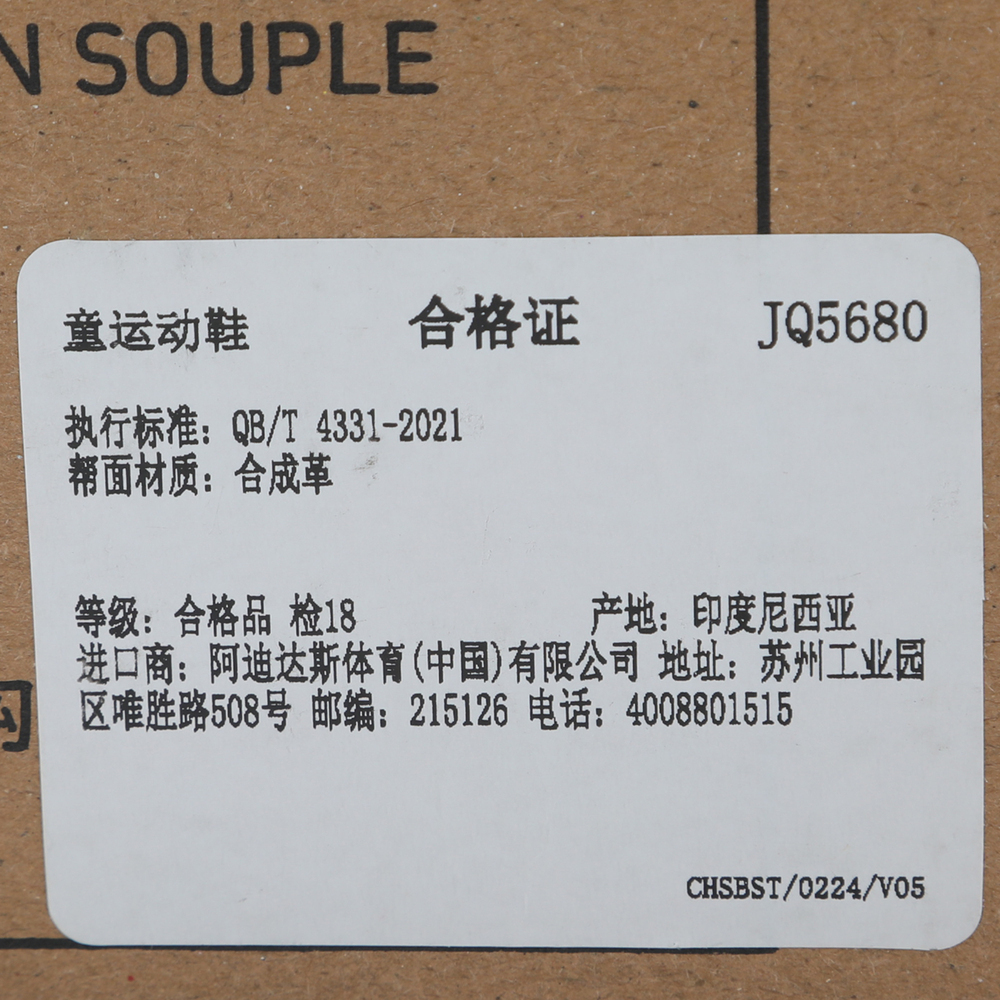 N SOUPLE
童运动鞋 合格证 JQ5680
执行标准: QB/T 4331-2021
帮面材质: 合成革
等级: 合格品 检18 产地: 印度尼西亚
进口商: 阿迪达斯体育(中国)有限公司 地址: 苏州工业园
区唯胜路508号 邮编: 215126 电话: 4008801515
CHSBST/0224/V05